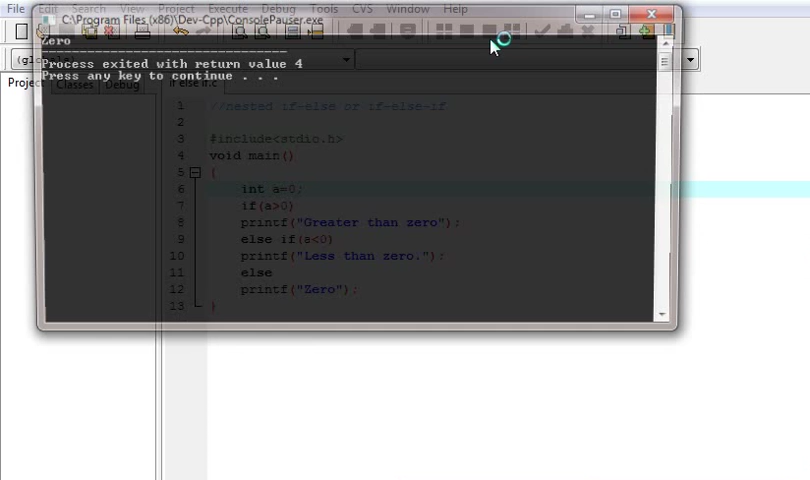 C:\Program Files (x86)\Dev-Cpp\ConsolePauser.exe
File Edit Search View Project Execute Debug Tools CVS Window Help
Zero
--------------------------------
Process exited with return value 4
Press any key to continue . . .
Project Classes Debug if else if.c
1 //nested if-else or if-else-if
2
3 #include<stdio.h>
4 void main()
5 {
6 int a=0;
7 if(a>0)
8 printf("Greater than zero");
9 else if(a<0)
10 printf("Less than zero.");
11 else
12 printf("Zero");
13 }